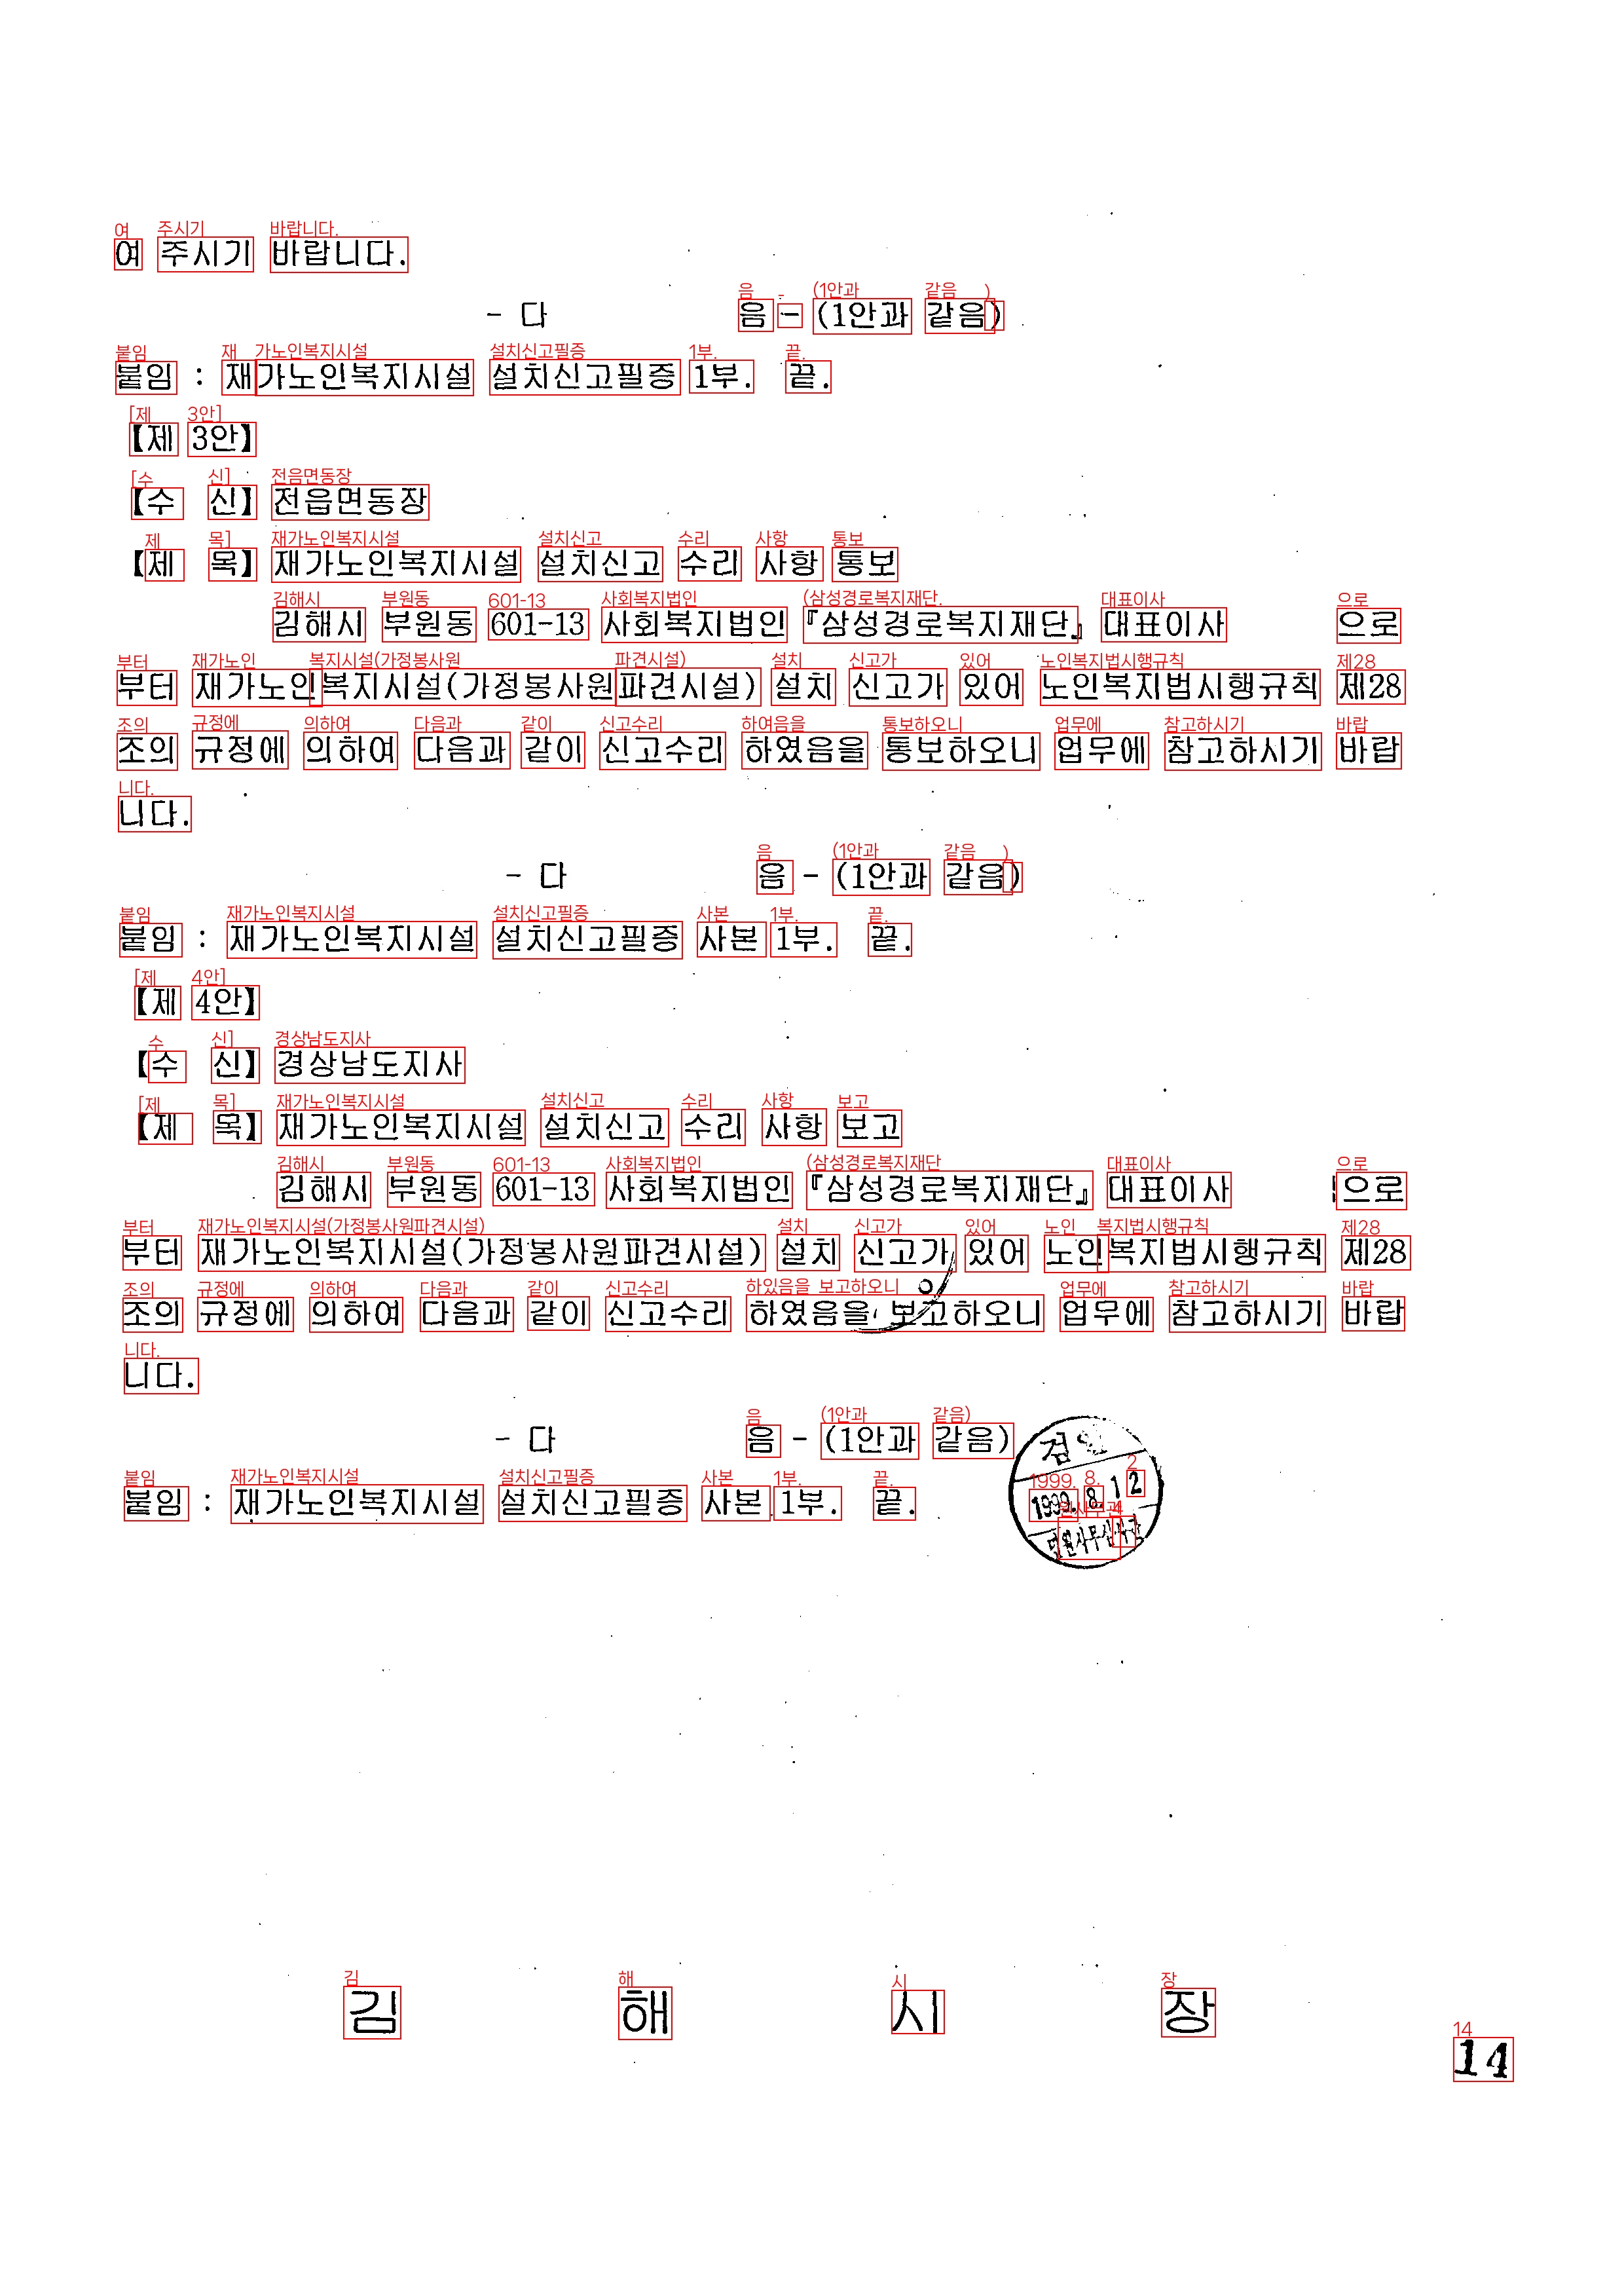 여 주시기 바랍니다.
- 다 음 - (1안과 같음)
붙임 : 재가노인복지시설 설치신고필증 1부. 끝.
【제 3안】
【수 신】 전읍면동장
【제 목】 재가노인복지시설 설치신고 수리 사항 통보
김해시 부원동 601-13 사회복지법인 『삼성경로복지재단』 대표이사 으로
부터 재가노인복지시설(가정봉사원파견시설) 설치 신고가 있어 노인복지법시행규칙 제28
조의 규정에 의하여 다음과 같이 신고수리 하였음을 통보하오니 업무에 참고하시기 바랍
니다.
- 다 음 - (1안과 같음)
붙임 : 재가노인복지시설 설치신고필증 사본 1부. 끝.
【제 4안】
【수 신】 경상남도지사
【제 목】 재가노인복지시설 설치신고 수리 사항 보고
김해시 부원동 601-13 사회복지법인 『삼성경로복지재단』 대표이사 으로
부터 재가노인복지시설(가정봉사원파견시설) 설치 신고가 있어 노인복지법시행규칙 제28
조의 규정에 의하여 다음과 같이 신고수리 하였음을 보고하오니 업무에 참고하시기 바랍
니다.
- 다 음 - (1안과 같음)
붙임 : 재가노인복지시설 설치신고필증 사본 1부. 끝.
1999. 8. 12
김 해 시 장
14